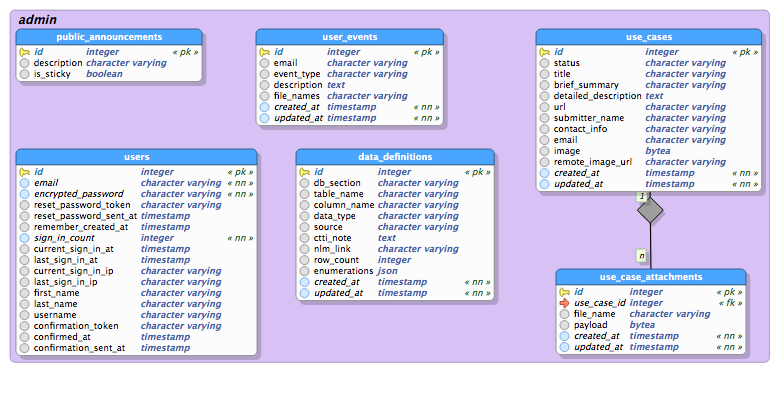 admin
public_announcements
id integer « pk »
description character varying
is_sticky boolean
user_events
id integer « pk »
email character varying
event_type character varying
description text
file_names character varying
created_at timestamp « nn »
updated_at timestamp « nn »
use_cases
id integer « pk »
status character varying
title character varying
brief_summary character varying
detailed_description text
url character varying
submitter_name character varying
contact_info character varying
email character varying
image bytea
remote_image_url character varying
created_at timestamp « nn »
updated_at timestamp « nn »
users
id integer « pk »
email character varying « nn »
encrypted_password character varying « nn »
reset_password_token character varying
reset_password_sent_at timestamp
remember_created_at timestamp
sign_in_count integer « nn »
current_sign_in_at timestamp
last_sign_in_at timestamp
current_sign_in_ip character varying
last_sign_in_ip character varying
first_name character varying
last_name character varying
username character varying
confirmation_token character varying
confirmed_at timestamp
confirmation_sent_at timestamp
data_definitions
id integer « pk »
db_section character varying
table_name character varying
column_name character varying
data_type character varying
source character varying
ctti_note text
nlm_link character varying
row_count integer
enumerations json
created_at timestamp « nn »
updated_at timestamp « nn »
1
n
use_case_attachments
id integer « pk »
use_case_id integer « fk »
file_name character varying
payload bytea
created_at timestamp « nn »
updated_at timestamp « nn »